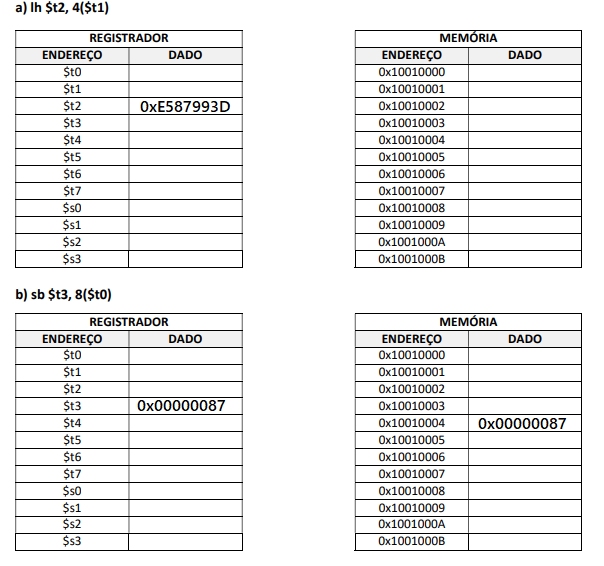 a) lh $t2, 4($t1)
REGISTRADOR MEMÓRIA
ENDEREÇO DADO ENDEREÇO DADO
$t0 0x10010000
$t1 0x10010001
$t2 0xE587993D 0x10010002
$t3 0x10010003
$t4 0x10010004
$t5 0x10010005
$t6 0x10010006
$t7 0x10010007
$s0 0x10010008
$s1 0x10010009
$s2 0x1001000A
$s3 0x1001000B
b) sb $t3, 8($t0)
REGISTRADOR MEMÓRIA
ENDEREÇO DADO ENDEREÇO DADO
$t0 0x10010000
$t1 0x10010001
$t2 0x10010002
$t3 0x00000087 0x10010003
$t4 0x10010004 0x00000087
$t5 0x10010005
$t6 0x10010006
$t7 0x10010007
$s0 0x10010008
$s1 0x10010009
$s2 0x1001000A
$s3 0x1001000B